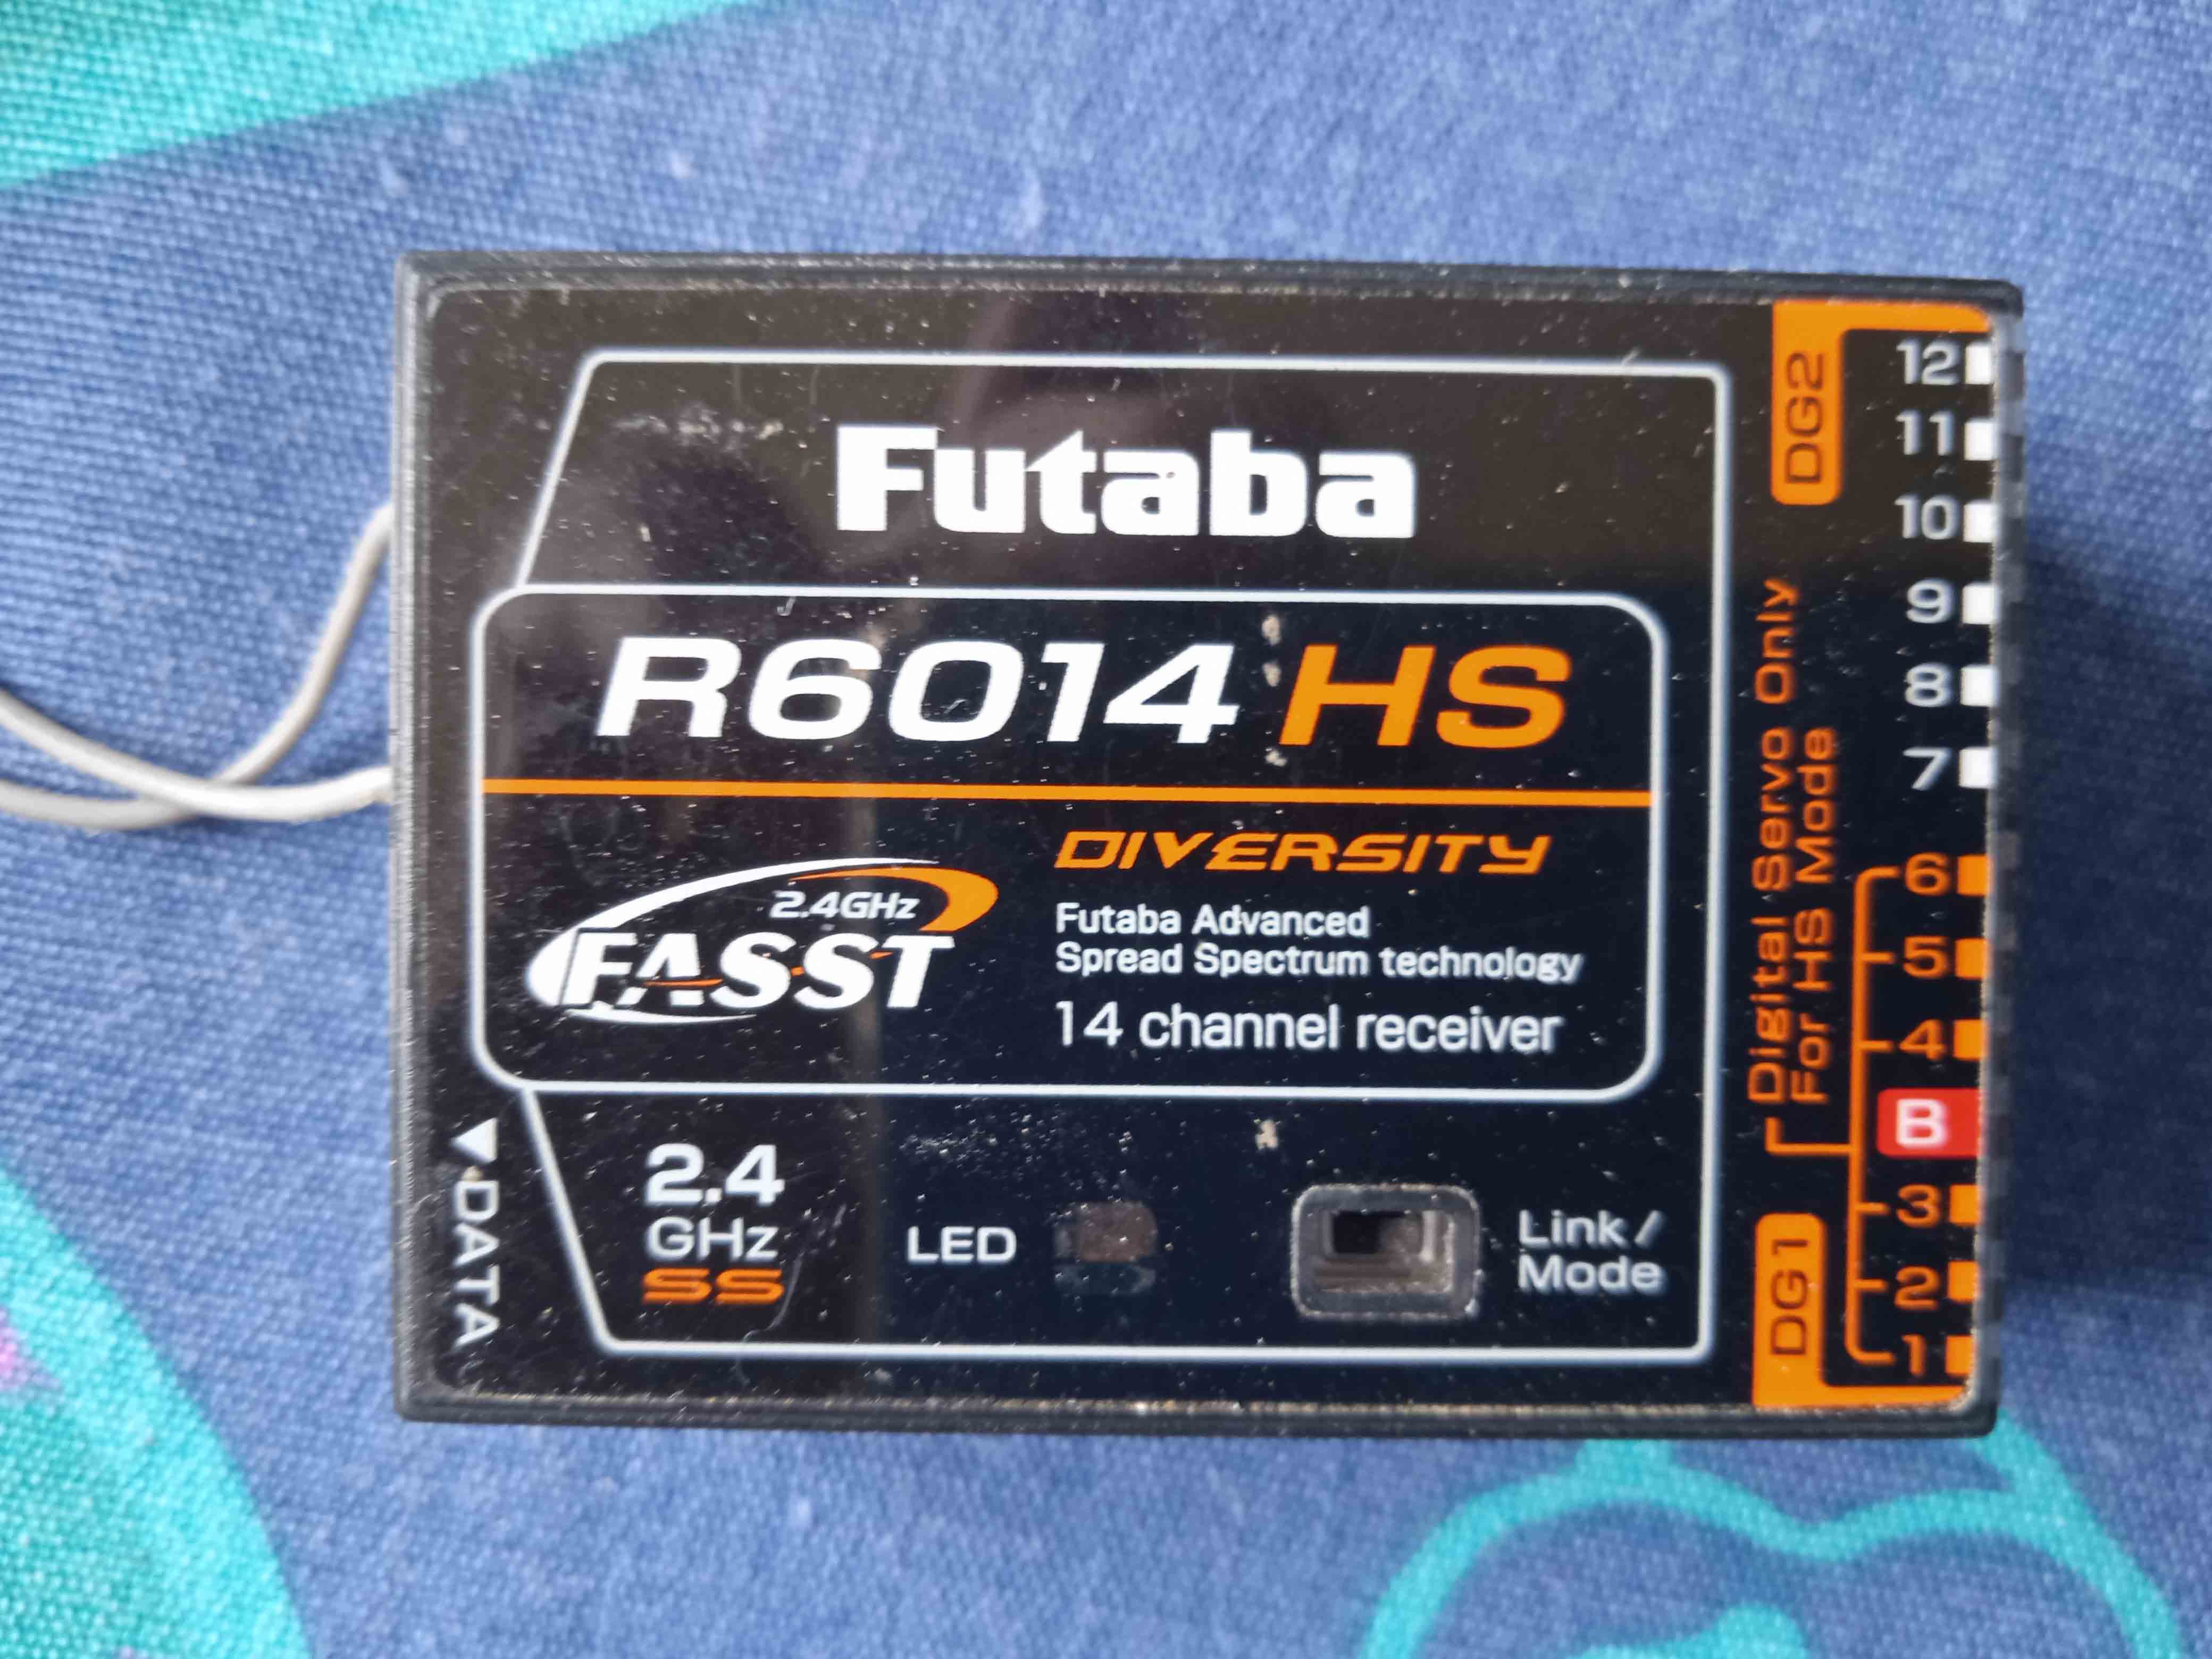 Futaba
R6014 HS
DIVERSITY
2.4GHz
FASST
Futaba Advanced
Spread Spectrum technology
14 channel receiver
DATA
2.4
GHz
SS
LED
Link/
Mode
DG2
Digital Servo Only
For HS Mode
DG1
12
11
10
9
8
7
6
5
4
B
3
2
1